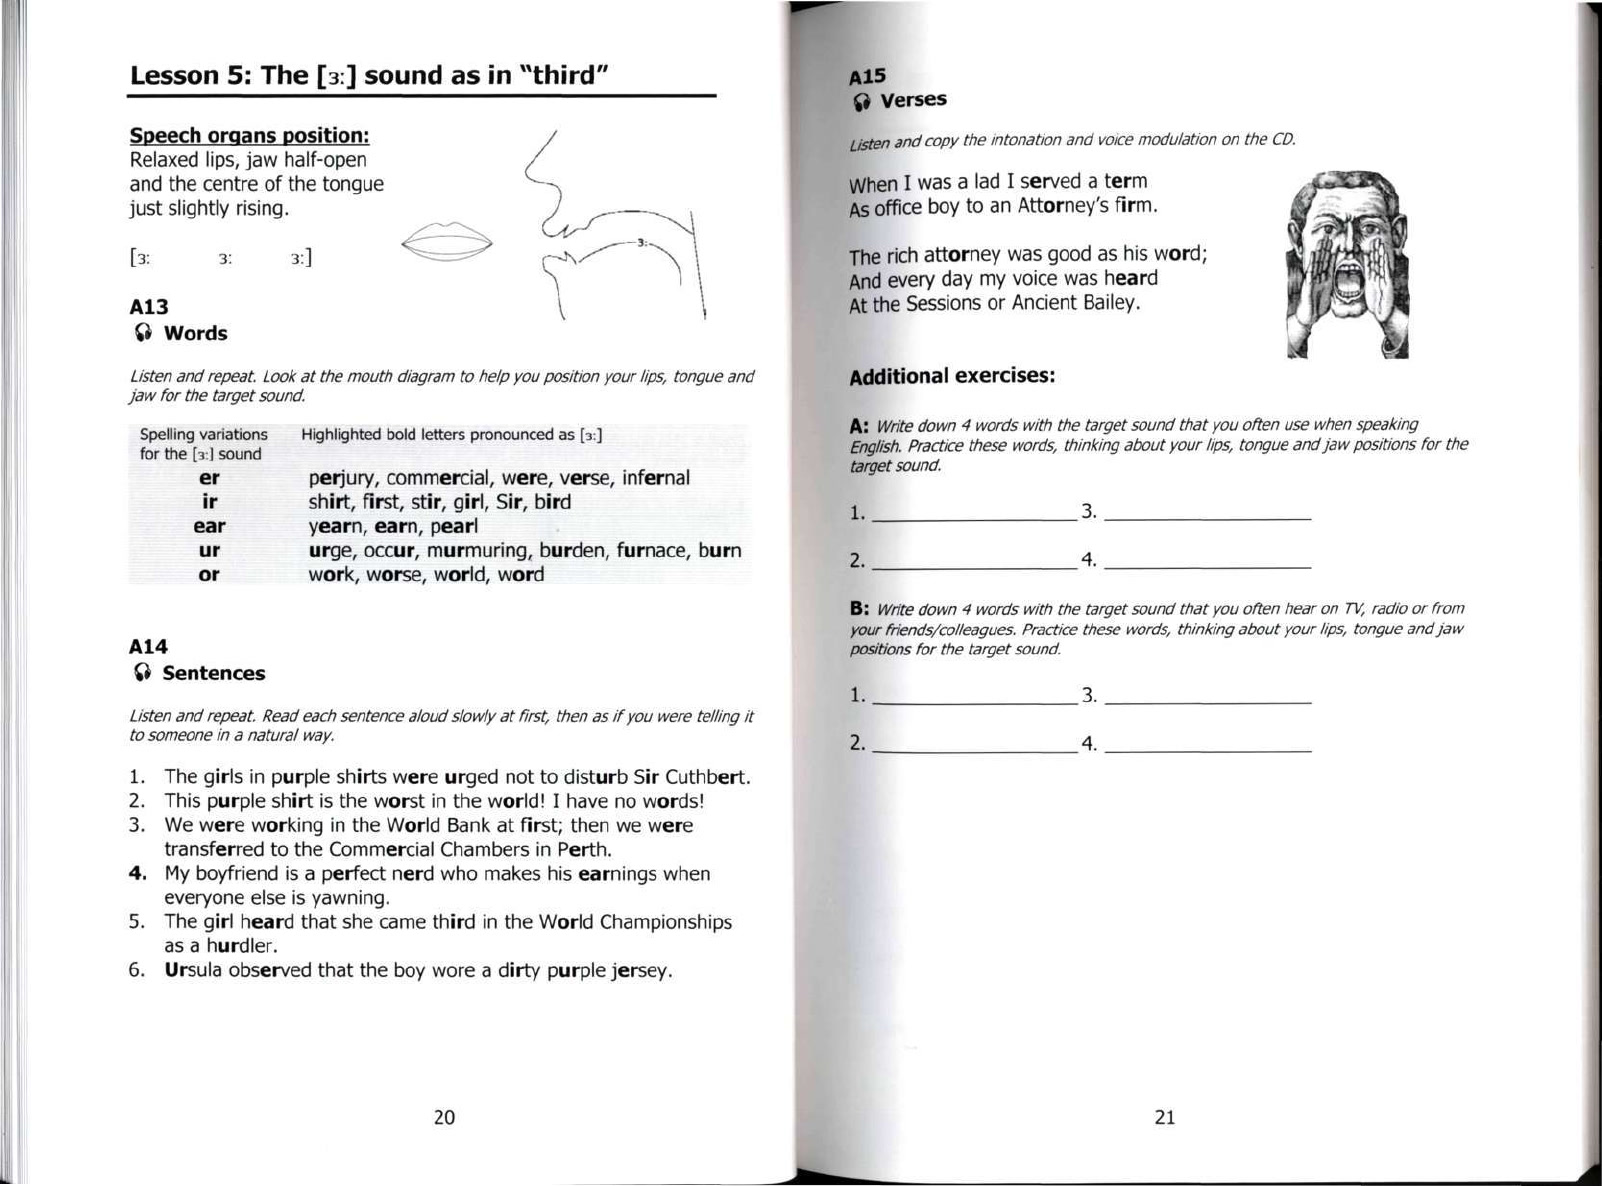 Lesson 5: The [ɜ:] sound as in "third"
Speech organs position:
Relaxed lips, jaw half-open
and the centre of the tongue
just slightly rising.
[ɜ: ɜ: ɜ:]
ɜ:
A13
Words
Listen and repeat. Look at the mouth diagram to help you position your lips, tongue and
jaw for the target sound.
Spelling variations Highlighted bold letters pronounced as [ɜ:]
for the [ɜ:] sound
er perjury, commercial, were, verse, infernal
ir shirt, first, stir, girl, Sir, bird
ear yearn, earn, pearl
ur urge, occur, murmuring, burden, furnace, burn
or work, worse, world, word
A14
Sentences
Listen and repeat. Read each sentence aloud slowly at first, then as if you were telling it
to someone in a natural way.
1. The girls in purple shirts were urged not to disturb Sir Cuthbert.
2. This purple shirt is the worst in the world! I have no words!
3. We were working in the World Bank at first; then we were
transferred to the Commercial Chambers in Perth.
4. My boyfriend is a perfect nerd who makes his earnings when
everyone else is yawning.
5. The girl heard that she came third in the World Championships
as a hurdler.
6. Ursula observed that the boy wore a dirty purple jersey.
20
A15
Verses
Listen and copy the intonation and voice modulation on the CD.
When I was a lad I served a term
As office boy to an Attorney's firm.
The rich attorney was good as his word;
And every day my voice was heard
At the Sessions or Ancient Bailey.
Additional exercises:
A: Write down 4 words with the target sound that you often use when speaking
English. Practice these words, thinking about your lips, tongue and jaw positions for the
target sound.
1. 3.
2. 4.
B: Write down 4 words with the target sound that you often hear on TV, radio or from
your friends/colleagues. Practice these words, thinking about your lips, tongue and jaw
positions for the target sound.
1. 3.
2. 4.
21